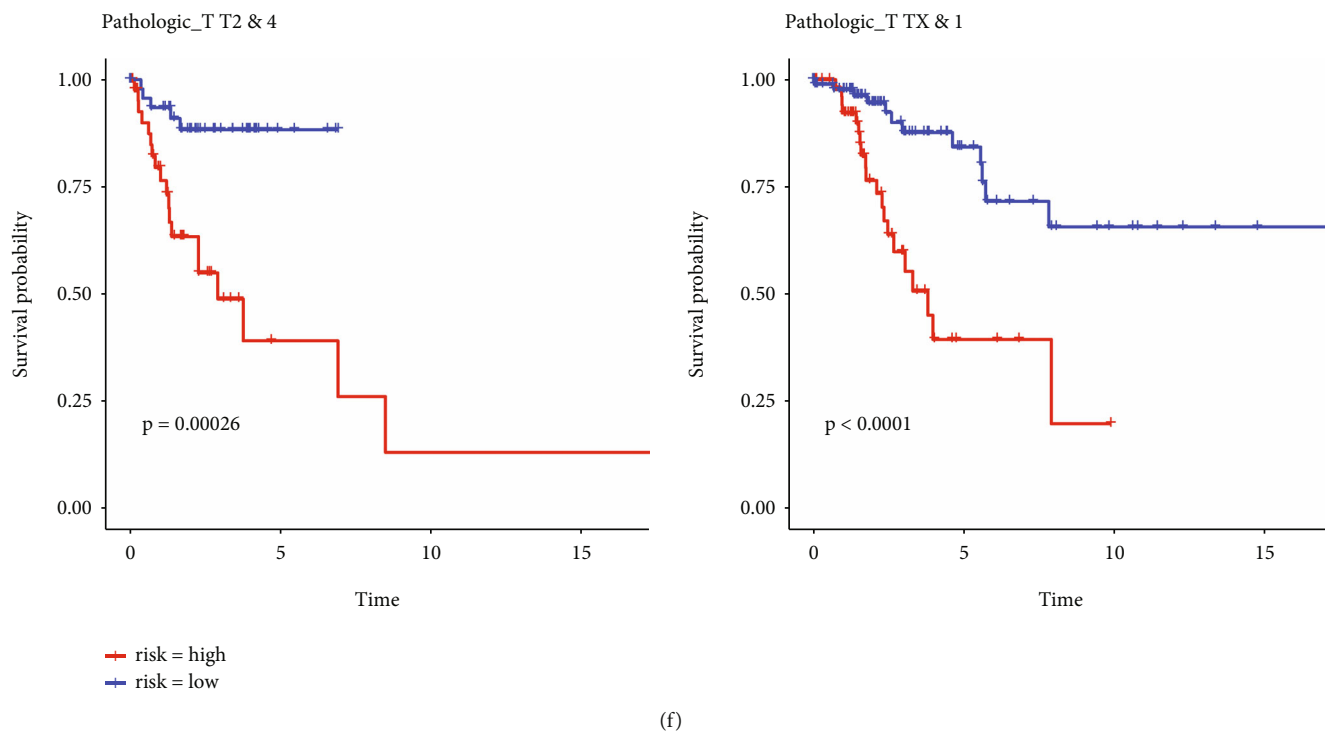 Pathologic_T T2 & 4
1.00
0.75
0.50
0.25
0.00
Survival probability
p = 0.00026
0 5 10 15
Time
Pathologic_T TX & 1
1.00
0.75
0.50
0.25
0.00
Survival probability
p < 0.0001
0 5 10 15
Time
risk = high
risk = low
(f)